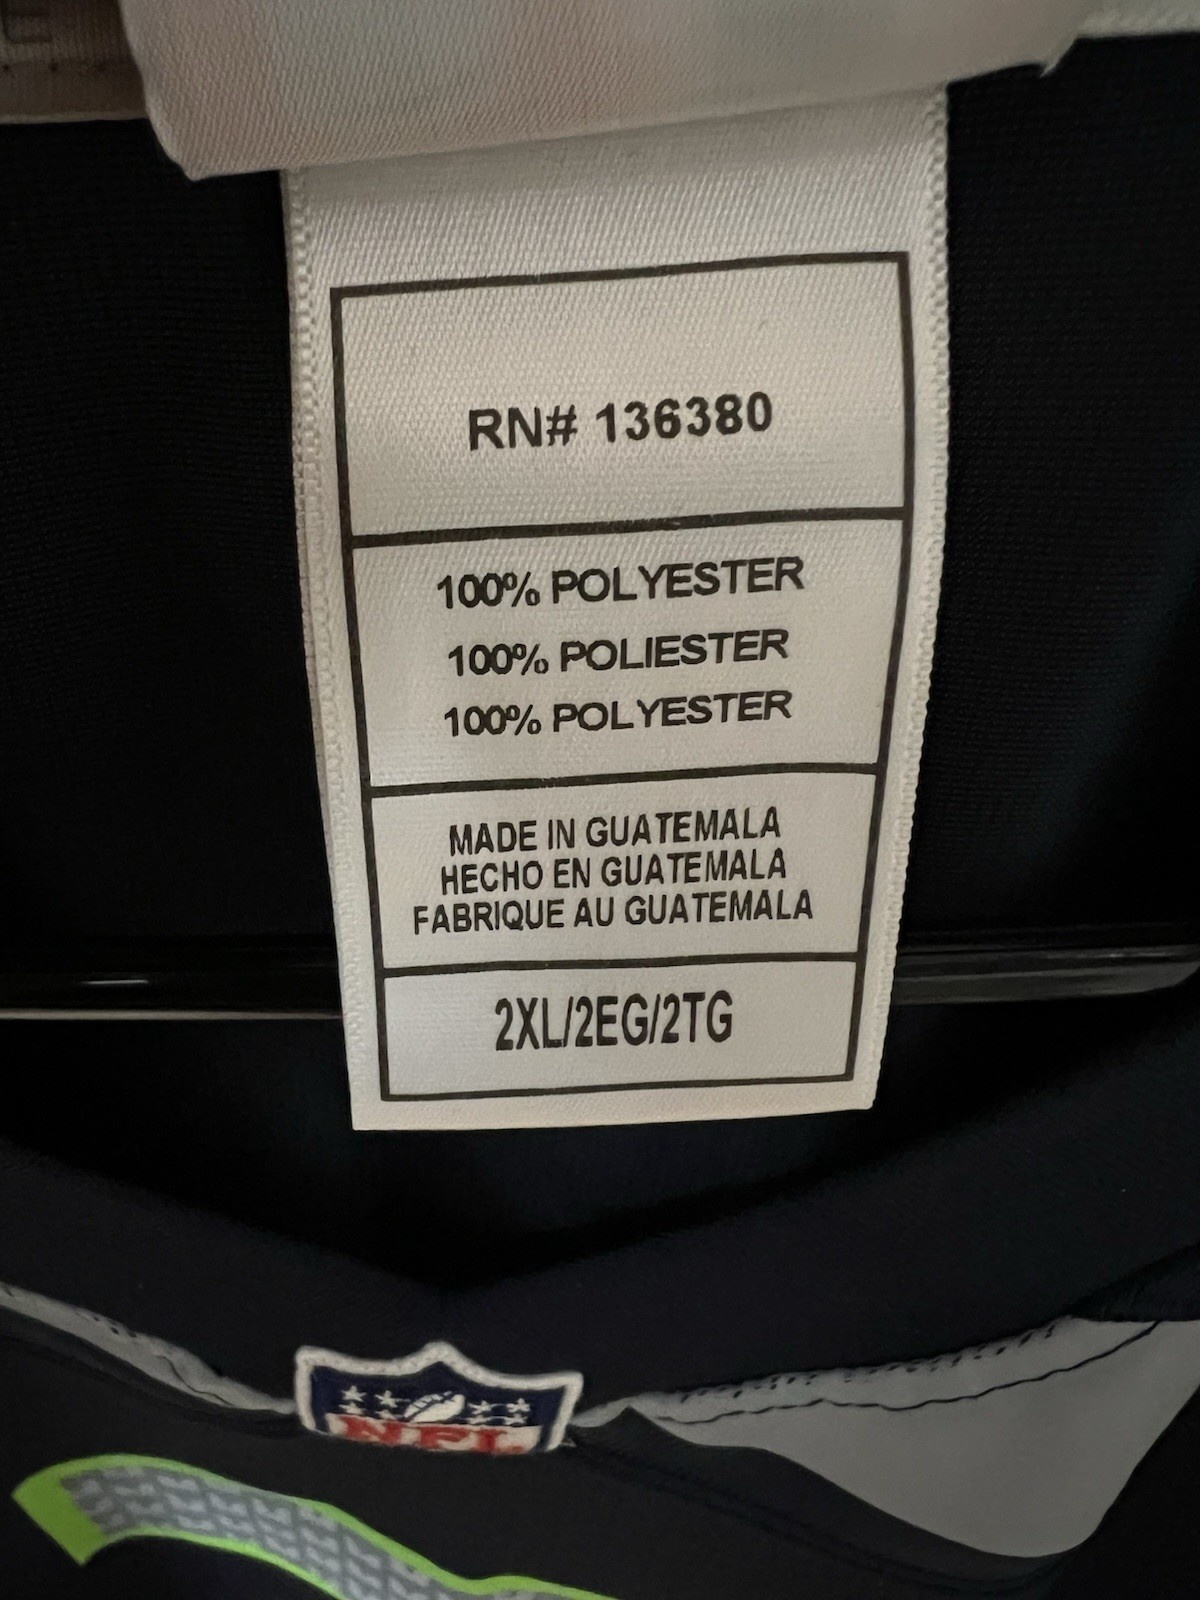 RN# 136380
100% POLYESTER
100% POLIESTER
100% POLYESTER
MADE IN GUATEMALA
HECHO EN GUATEMALA
FABRIQUE AU GUATEMALA
2XL/2EG/2TG
NFL